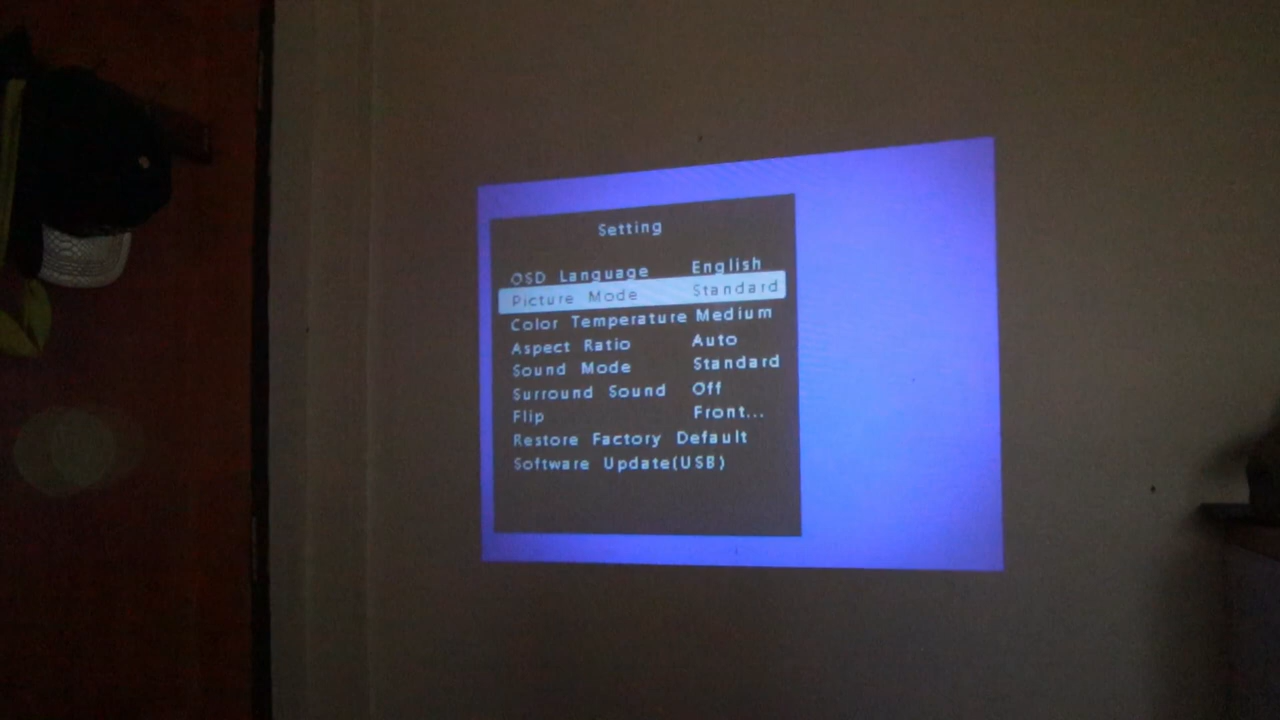 Setting
OSD Language English
Picture Mode Standard
Color Temperature Medium
Aspect Ratio Auto
Sound Mode Standard
Surround Sound Off
Flip Front...
Restore Factory Default
Software Update(USB)